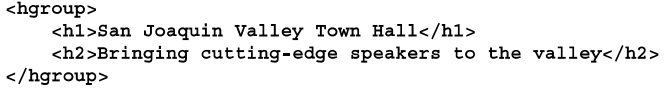 <hgroup>
    <h1>San Joaquin Valley Town Hall</h1>
    <h2>Bringing cutting-edge speakers to the valley</h2>
</hgroup>